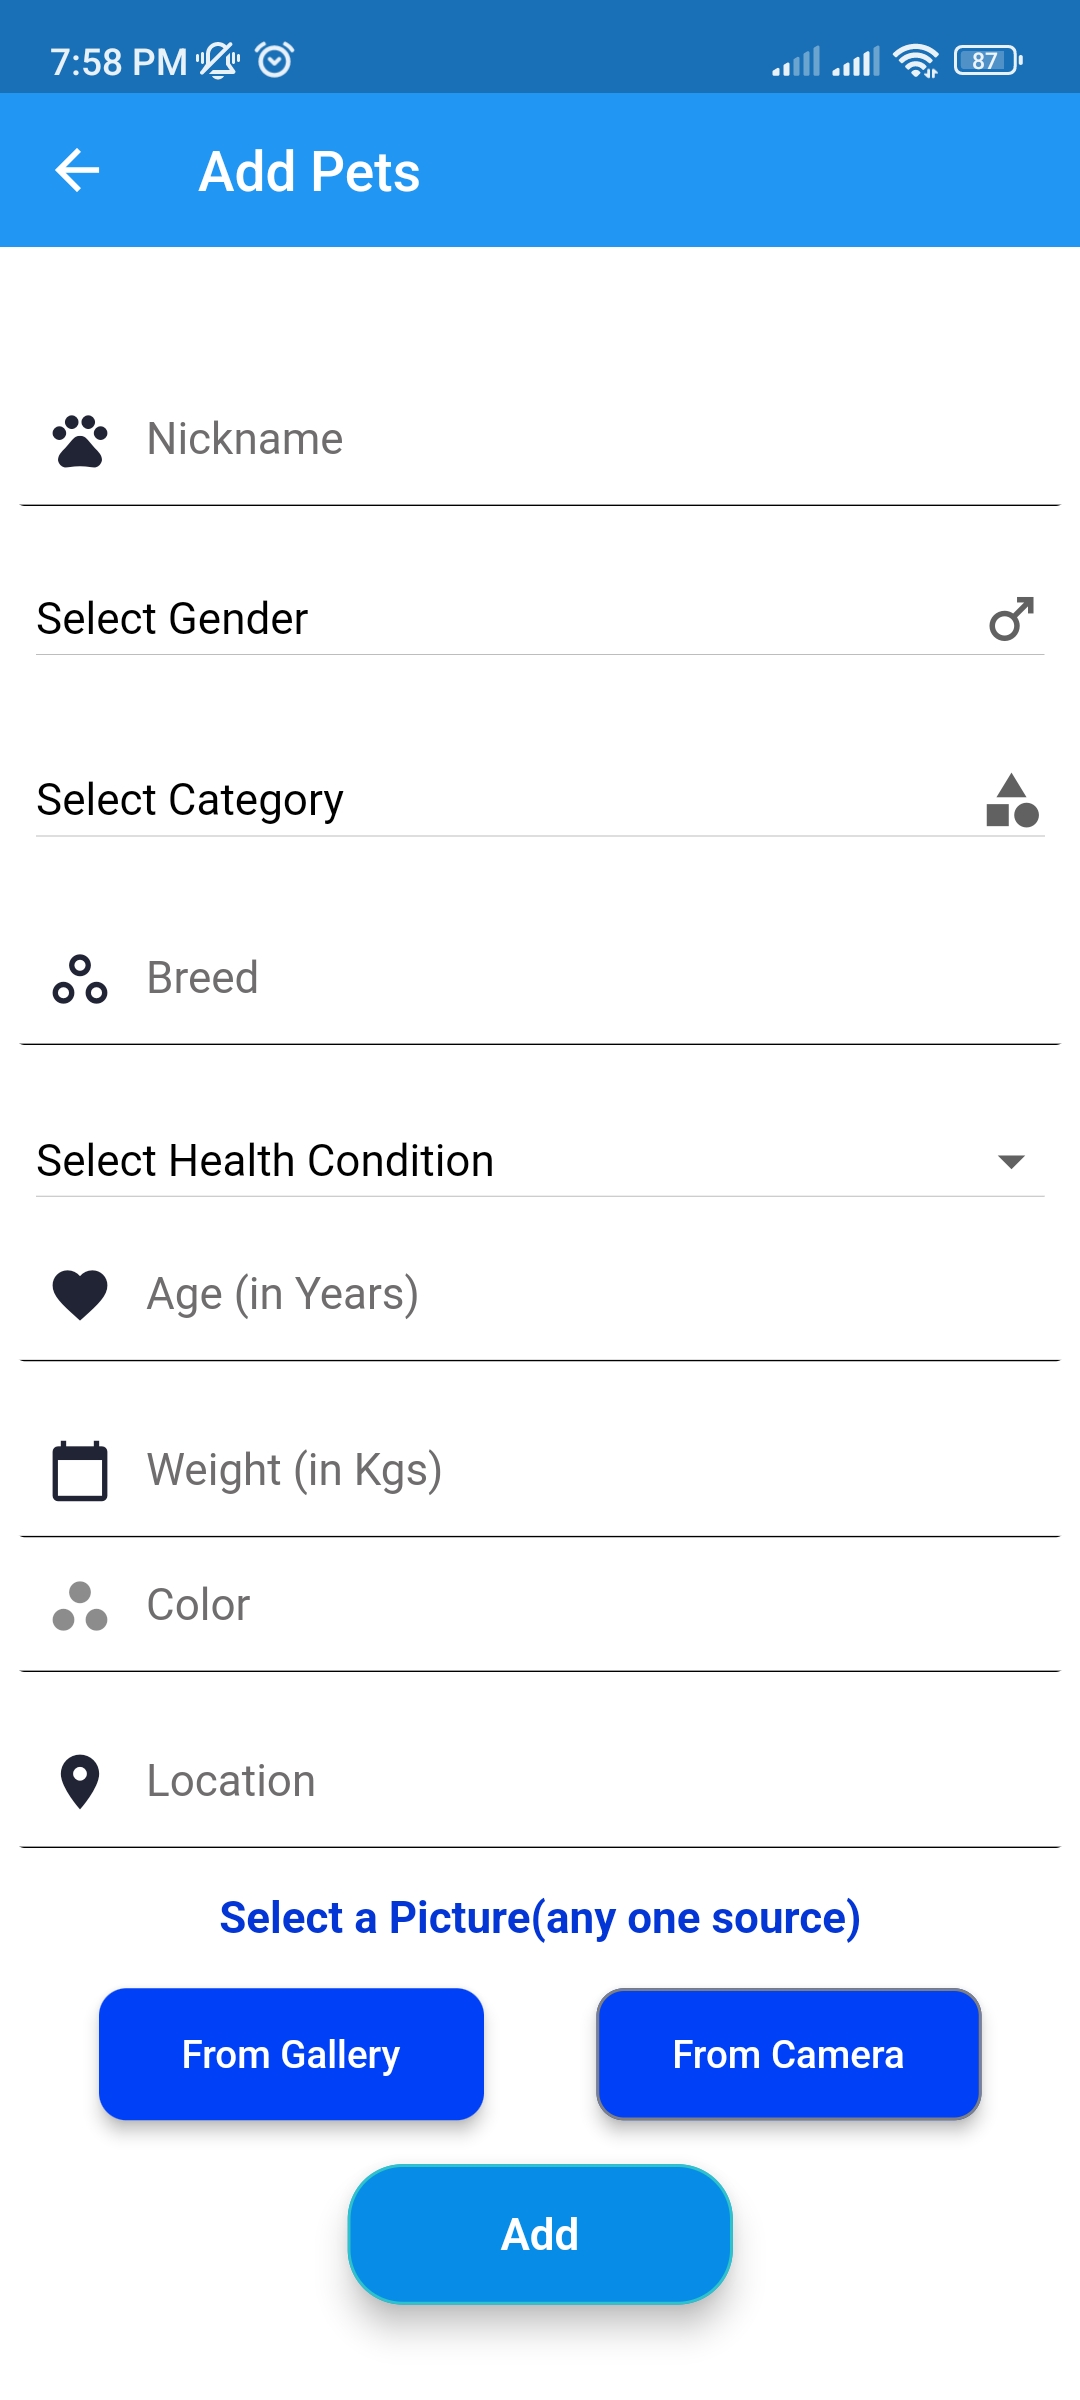 7:58 PM 87
Add Pets
Nickname
Select Gender
Select Category
Breed
Select Health Condition
Age (in Years)
Weight (in Kgs)
Color
Location
Select a Picture(any one source)
From Gallery From Camera
Add